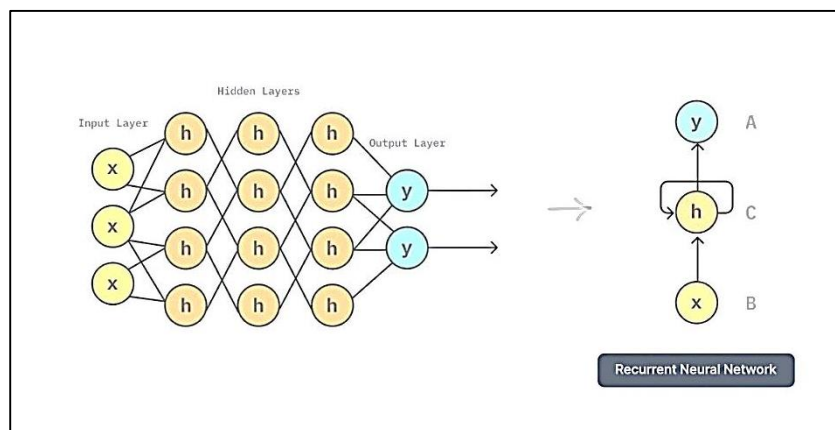 Hidden Layers
Input Layer
Output Layer
h h h
x
h h h
y
x
h h h
y
x
h h h
y A
h C
x B
Recurrent Neural Network